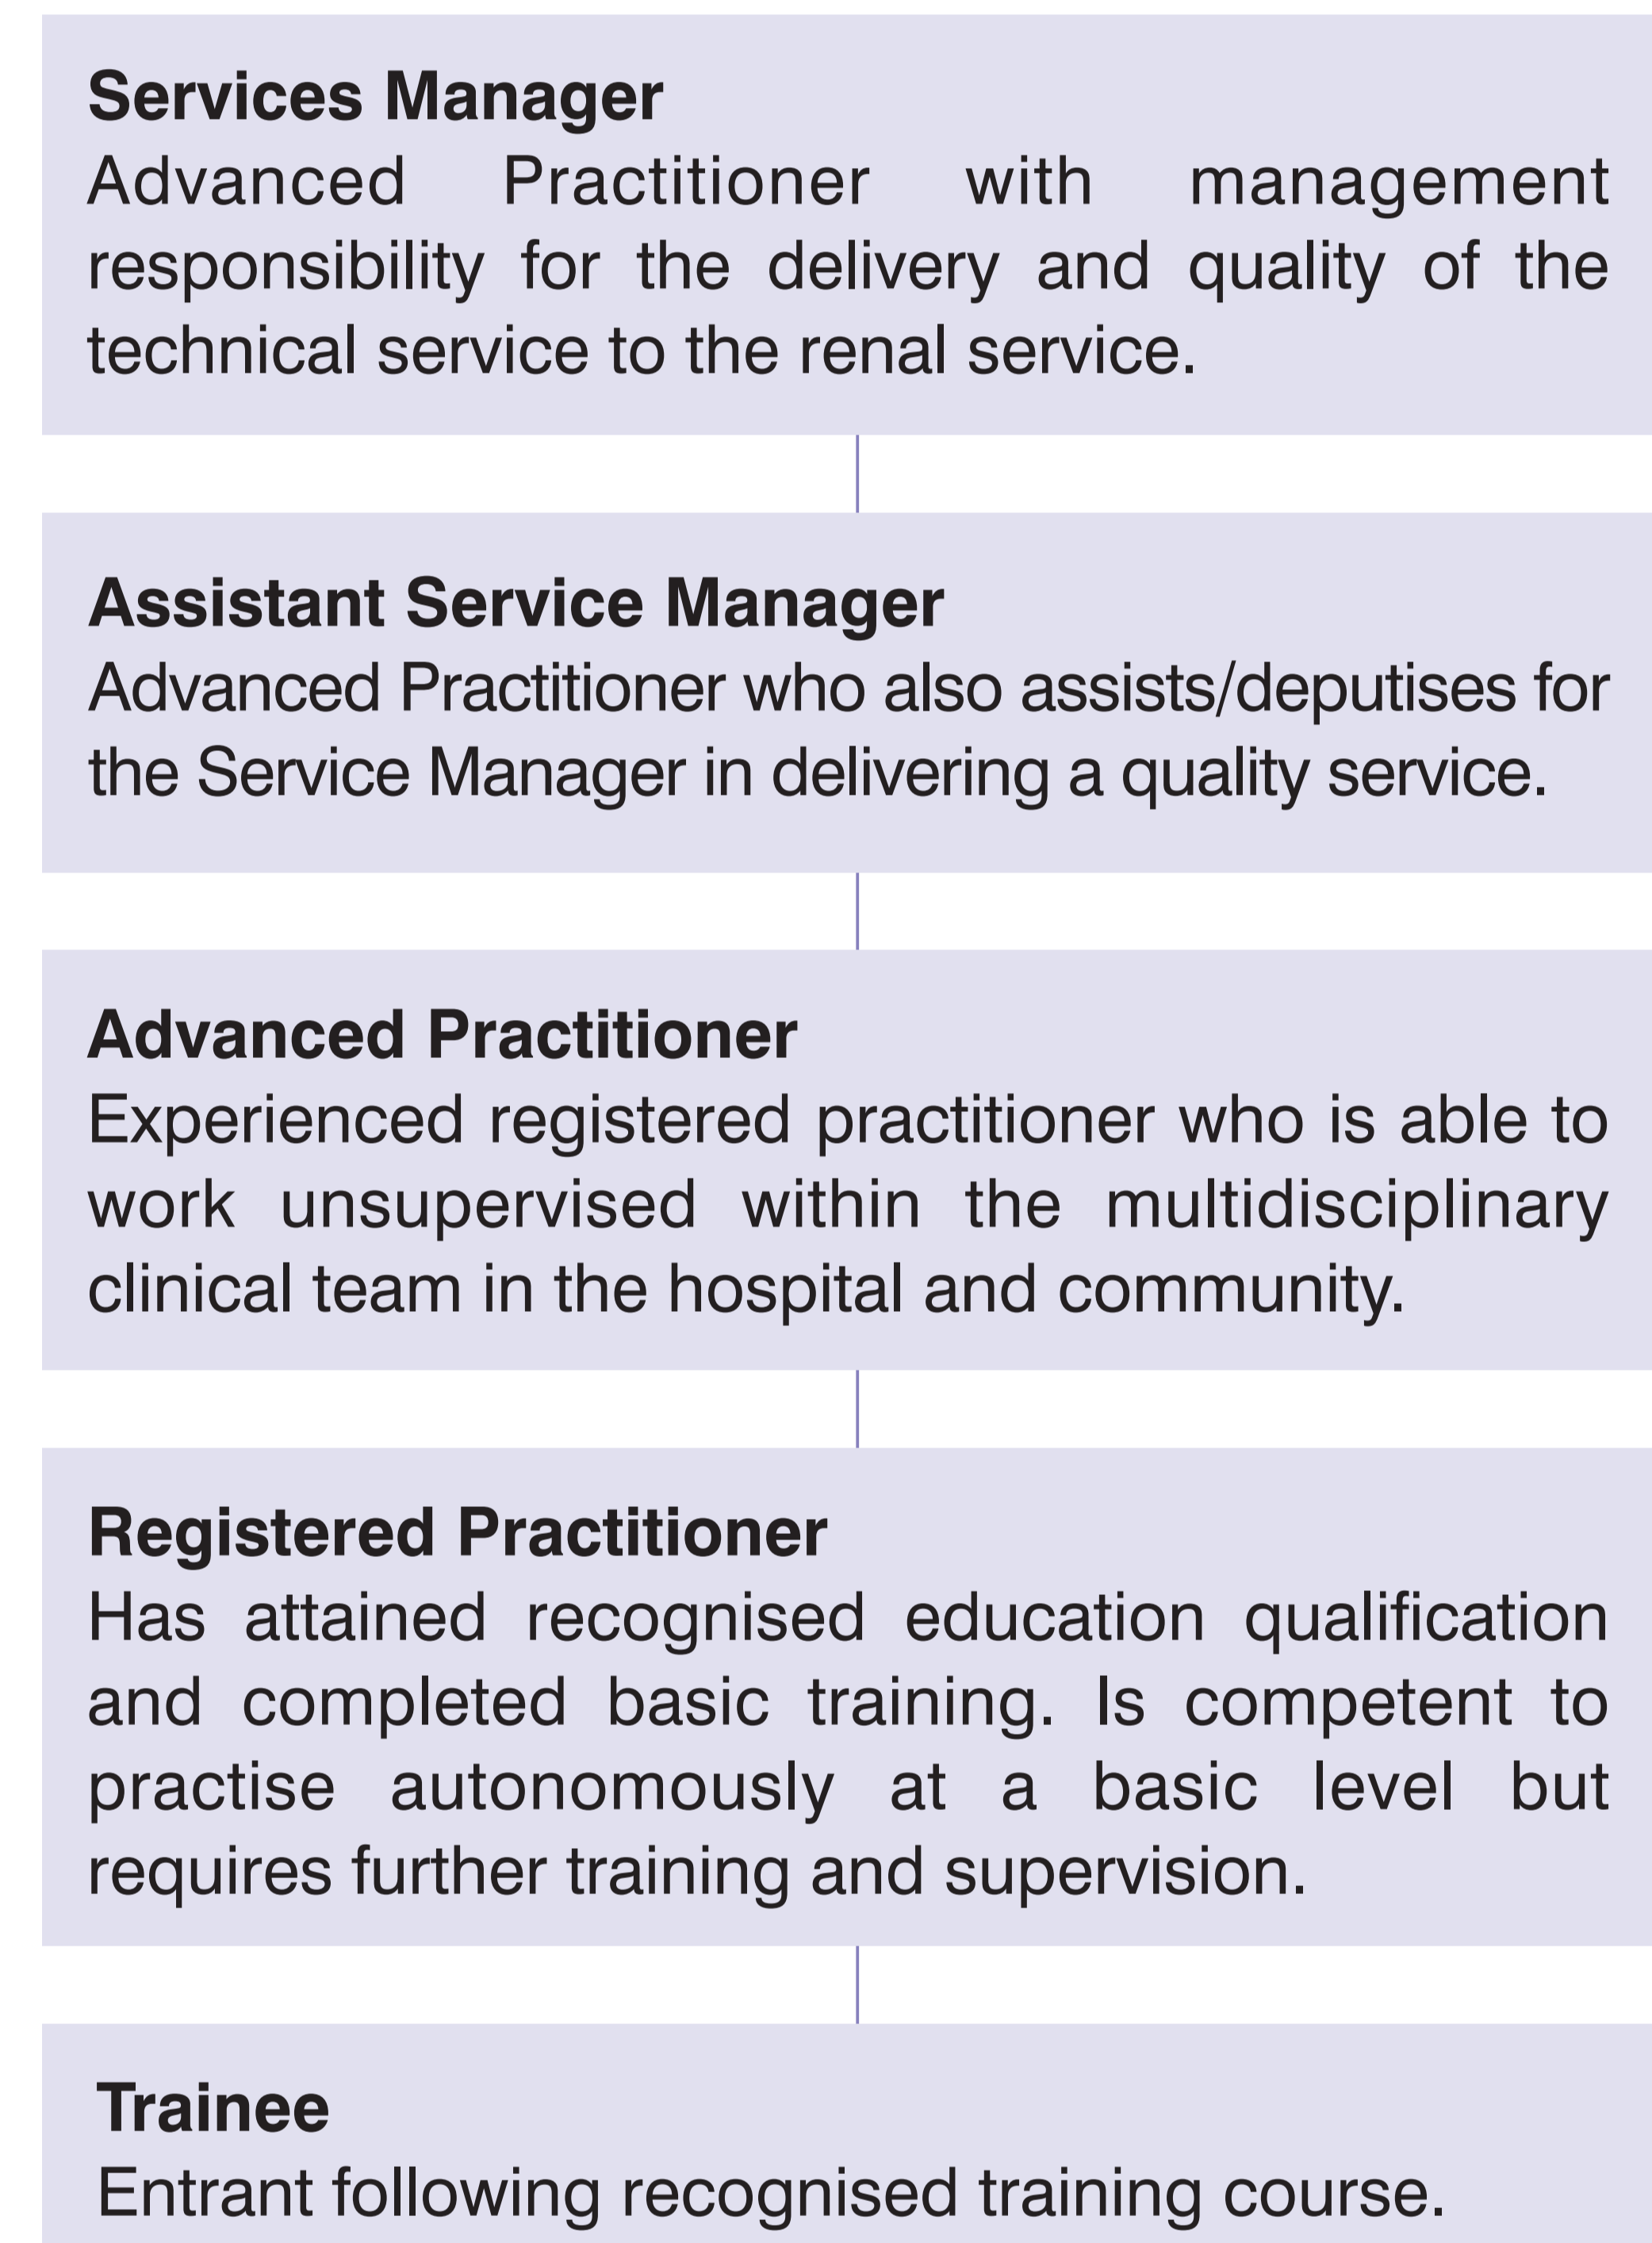 Services Manager
Advanced Practitioner with management
responsibility for the delivery and quality of the
technical service to the renal service.
Assistant Service Manager
Advanced Practitioner who also assists/deputises for
the Service Manager in delivering a quality service.
Advanced Practitioner
Experienced registered practitioner who is able to
work unsupervised within the multidisciplinary
clinical team in the hospital and community.
Registered Practitioner
Has attained recognised education qualification
and completed basic training. Is competent to
practise autonomously at a basic level but
requires further training and supervision.
Trainee
Entrant following recognised training course.